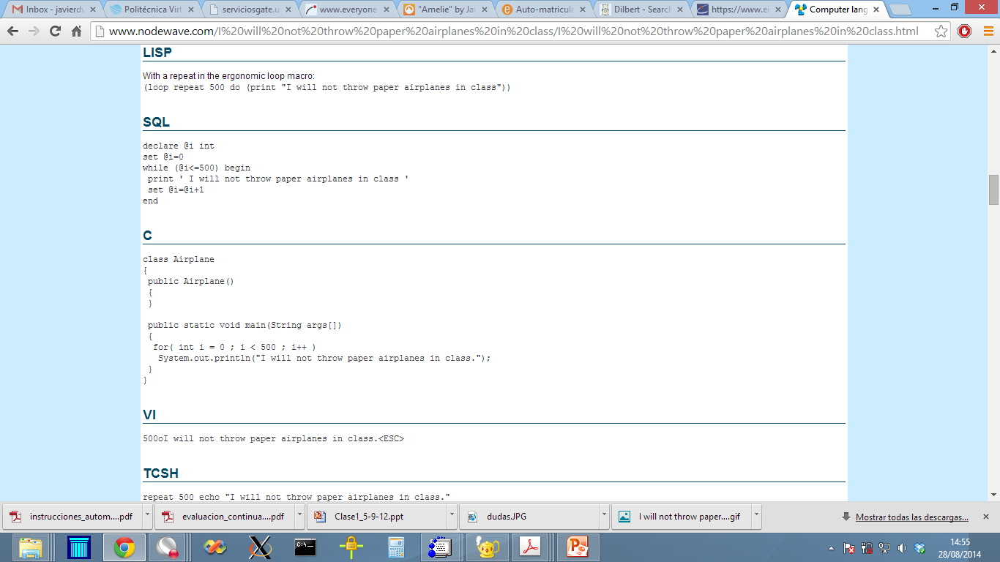 Inbox - javierdv
Politécnica Virt
serviciosgate.u
www.everyone
"Amelie" by Jav
Auto-matricula
Dilbert - Search
https://www.ei
Computer lang
www.nodewave.com/I%20will%20not%20throw%20paper%20airplanes%20in%20class/I%20will%20not%20throw%20paper%20airplanes%20in%20class.html
LISP
With a repeat in the ergonomic loop macro:
(loop repeat 500 do (print "I will not throw paper airplanes in class"))
SQL
declare @i int
set @i=0
while (@i<=500) begin
print ' I will not throw paper airplanes in class '
set @i=@i+1
end
C
class Airplane
{
public Airplane()
{
}
public static void main(String args[])
{
for( int i = 0 ; i < 500 ; i++ )
System.out.println("I will not throw paper airplanes in class.");
}
}
VI
500oI will not throw paper airplanes in class.<ESC>
TCSH
repeat 500 echo "I will not throw paper airplanes in class."
instrucciones_autom....pdf
evaluacion_continua....pdf
Clase1_5-9-12.ppt
dudas.JPG
I will not throw paper....gif
Mostrar todas las descargas...
14:55
28/08/2014